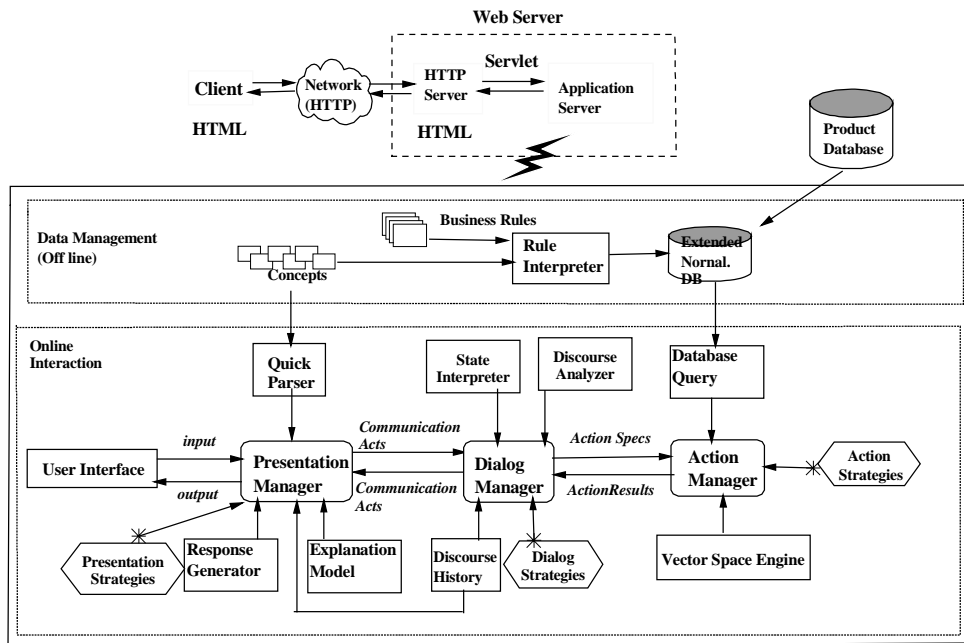 Web Server
Servlet
HTTP
Server
Client
Network
(HTTP)
Application
Server
HTML
HTML
Product
Database
Business Rules
Data Management
(Off line)
Rule
Interpreter
Extended
Nornal.
DB
Concepts
Online
Interaction
Quick
Parser
State
Interpreter
Discourse
Analyzer
Database
Query
Communication
Acts
input
Action Specs
User Interface
Presentation
Manager
Dialog
Manager
Action
Manager
Action
Strategies
output
Communication
Acts
ActionResults
Presentation
Strategies
Response
Generator
Explanation
Model
Discourse
History
Dialog
Strategies
Vector Space Engine